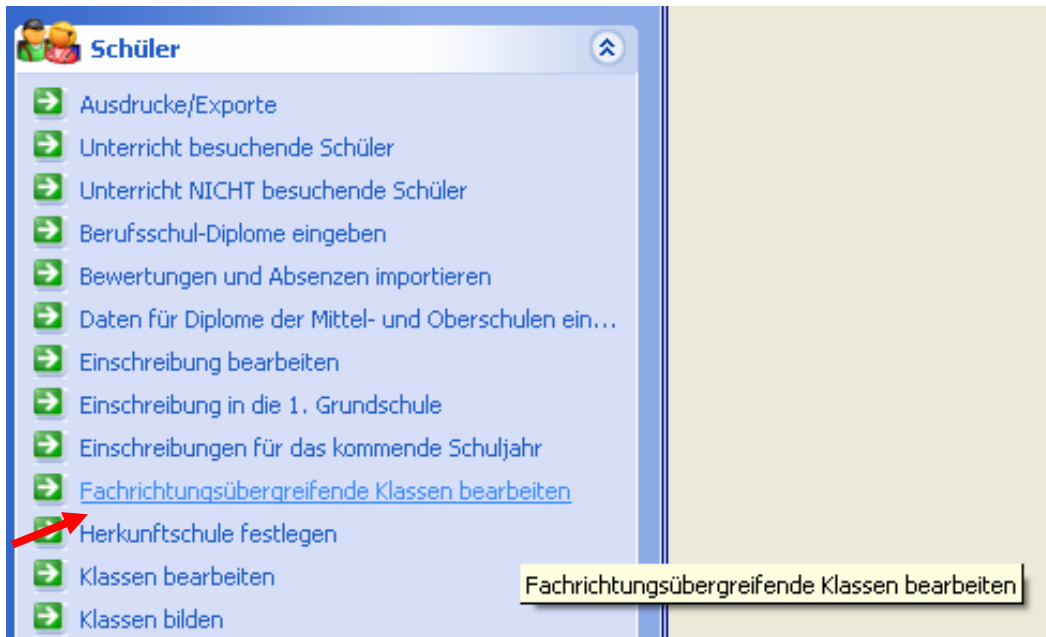 Schüler
Ausdrucke/Exporte
Unterricht besuchende Schüler
Unterricht NICHT besuchende Schüler
Berufsschul-Diplome eingeben
Bewertungen und Absenzen importieren
Daten für Diplome der Mittel- und Oberschulen ein...
Einschreibung bearbeiten
Einschreibung in die 1. Grundschule
Einschreibungen für das kommende Schuljahr
Fachrichtungsübergreifende Klassen bearbeiten
Herkunftschule festlegen
Klassen bearbeiten
Fachrichtungsübergreifende Klassen bearbeiten
Klassen bilden